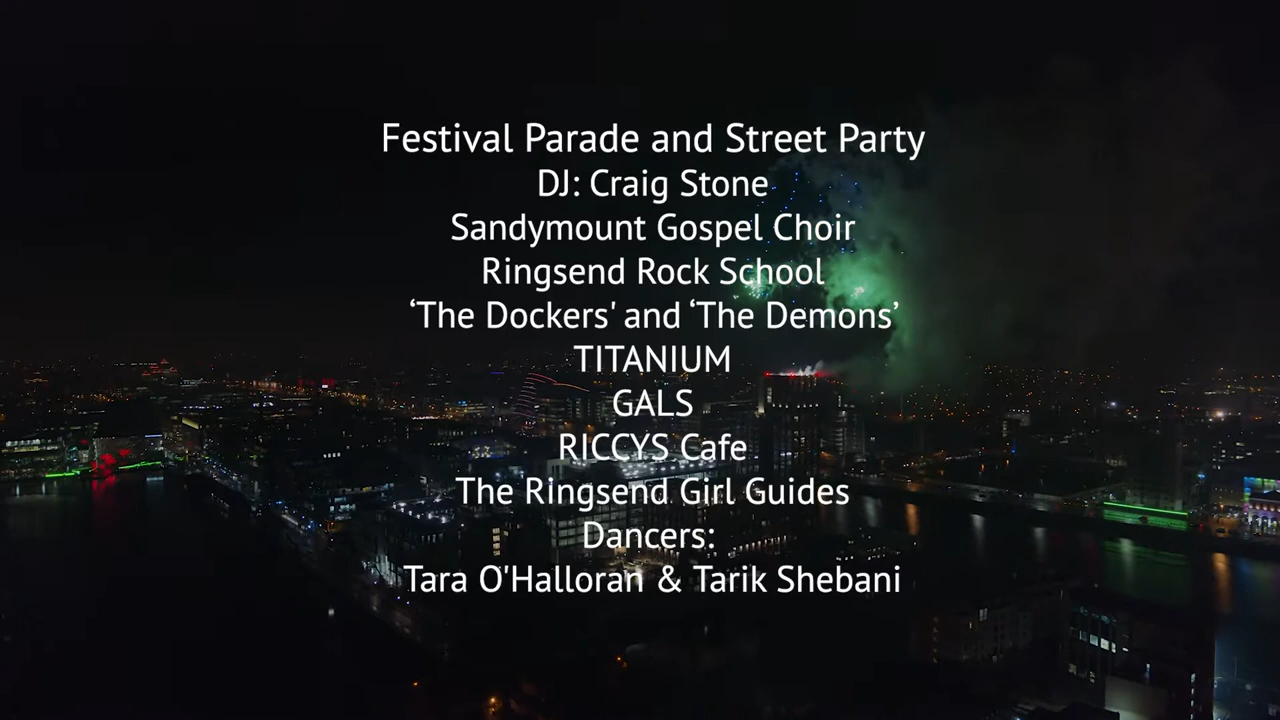 Festival Parade and Street Party
DJ: Craig Stone
Sandymount Gospel Choir
Ringsend Rock School
‘The Dockers' and ‘The Demons’
TITANIUM
GALS
RICCYS Cafe
The Ringsend Girl Guides
Dancers:
Tara O'Halloran & Tarik Shebani